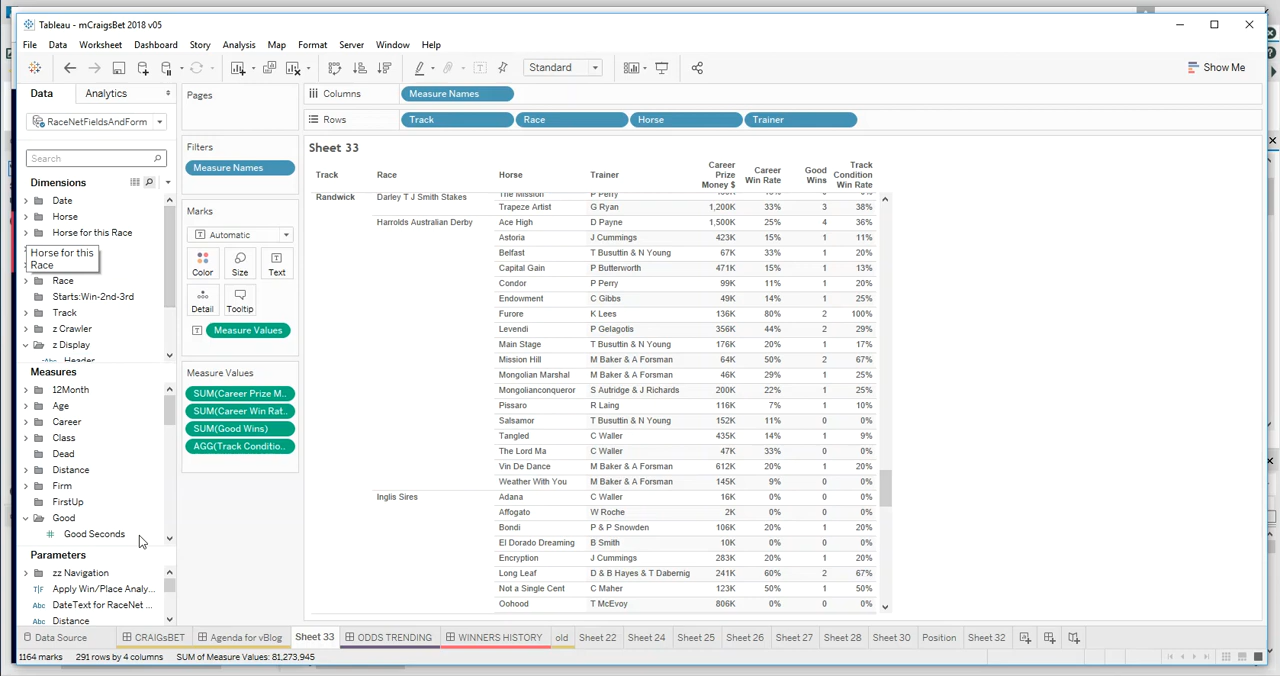 Tableau - mCraigsBet 2018 v05
File Data Worksheet Dashboard Story Analysis Map Format Server Window Help
Standard
Show Me
Data Analytics
RaceNetFieldsAndForm
Search
Dimensions
Date
Horse
Horse for this Race
Horse for this
Race
Race
Starts:Win-2nd-3rd
Track
z Crawler
z Display
Abc Header
Measures
12Month
Age
Career
Class
Dead
Distance
Firm
FirstUp
Good
# Good Seconds
Parameters
zz Navigation
T|F Apply Win/Place Analy...
Abc DateText for RaceNet ...
Abc Distance
Pages
Filters
Measure Names
Marks
Automatic
Color Size Text
Detail Tooltip
Measure Values
Measure Values
SUM(Career Prize M..
SUM(Career Win Rat..
SUM(Good Wins)
AGG(Track Conditio..
Columns Measure Names
Rows Track Race Horse Trainer
Sheet 33
Track Race Horse Trainer Career Prize Money $ Career Win Rate Good Wins Track Condition Win Rate
Randwick Darley T J Smith Stakes The Mission P Perry
Trapeze Artist G Ryan 1,200K 33% 3 38%
Harrolds Australian Derby Ace High D Payne 1,500K 25% 4 36%
Astoria J Cummings 423K 15% 1 11%
Belfast T Busuttin & N Young 67K 33% 1 20%
Capital Gain P Butterworth 471K 15% 1 13%
Condor P Perry 99K 11% 1 20%
Endowment C Gibbs 49K 14% 1 25%
Furore K Lees 136K 80% 2 100%
Levendi P Gelagotis 356K 44% 2 29%
Main Stage T Busuttin & N Young 176K 20% 1 17%
Mission Hill M Baker & A Forsman 64K 50% 2 67%
Mongolian Marshal M Baker & A Forsman 46K 29% 1 25%
Mongolianconqueror S Autridge & J Richards 200K 22% 1 25%
Pissaro R Laing 116K 7% 1 10%
Salsamor T Busuttin & N Young 152K 11% 0 0%
Tangled C Waller 435K 14% 1 9%
The Lord Ma C Waller 47K 33% 0 0%
Vin De Dance M Baker & A Forsman 612K 20% 1 20%
Weather With You M Baker & A Forsman 145K 9% 0 0%
Inglis Sires Adana C Waller 16K 0% 0 0%
Affogato W Roche 2K 0% 0 0%
Bondi P & P Snowden 106K 20% 1 20%
El Dorado Dreaming B Smith 10K 0% 0 0%
Encryption J Cummings 283K 20% 1 20%
Long Leaf D & B Hayes & T Dabernig 241K 60% 2 67%
Not a Single Cent C Maher 123K 50% 1 50%
Oohood T McEvoy 806K 0% 0 0%
Data Source CRAIGsBET Agenda for vBlog Sheet 33 ODDS TRENDING WINNERS HISTORY old Sheet 22 Sheet 24 Sheet 25 Sheet 26 Sheet 27 Sheet 28 Sheet 30 Position Sheet 32
1164 marks 291 rows by 4 columns SUM of Measure Values: 81,273,945